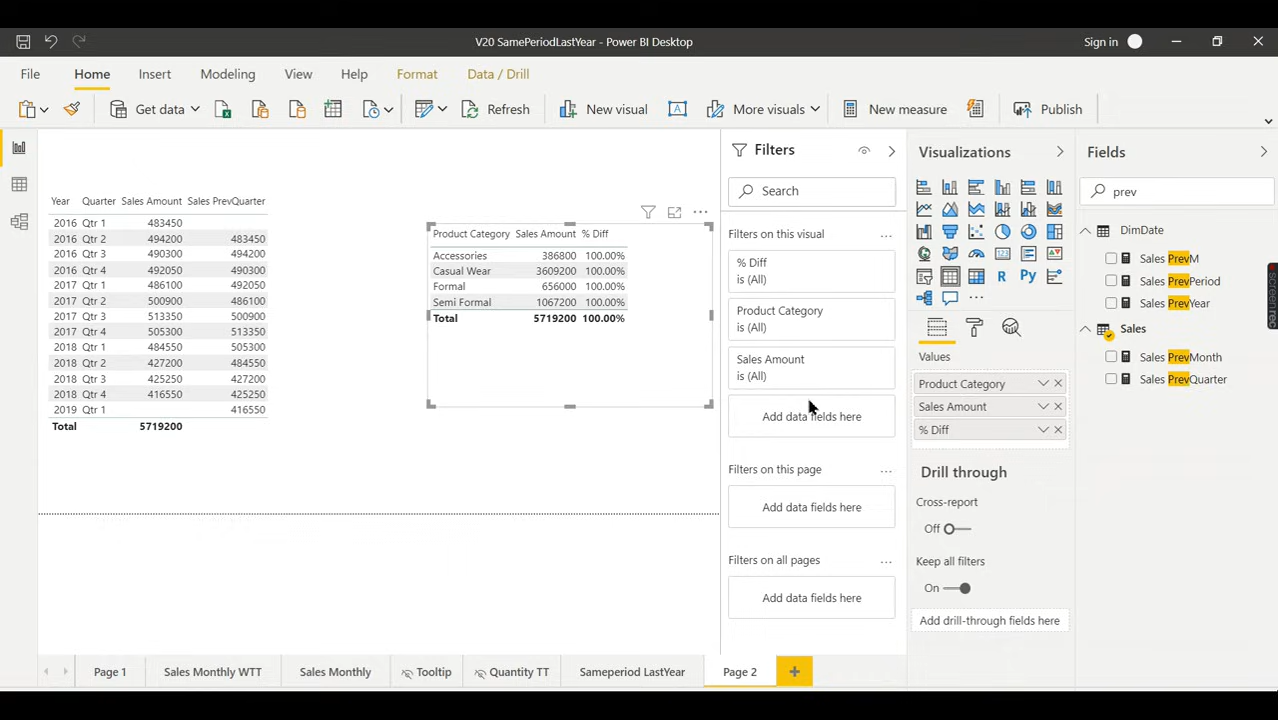 V20 SamePeriodLastYear - Power BI Desktop
Sign in
File Home Insert Modeling View Help Format Data / Drill
Get data Refresh New visual More visuals New measure Publish
Year Quarter Sales Amount Sales PrevQuarter
2016 Qtr 1 483450
2016 Qtr 2 494200 483450
2016 Qtr 3 490300 494200
2016 Qtr 4 492050 490300
2017 Qtr 1 486100 492050
2017 Qtr 2 500900 486100
2017 Qtr 3 513350 500900
2017 Qtr 4 505300 513350
2018 Qtr 1 484550 505300
2018 Qtr 2 427200 484550
2018 Qtr 3 425250 427200
2018 Qtr 4 416550 425250
2019 Qtr 1 416550
Total 5719200
Product Category Sales Amount % Diff
Accessories 386800 100.00%
Casual Wear 3609200 100.00%
Formal 656000 100.00%
Semi Formal 1067200 100.00%
Total 5719200 100.00%
Filters
Search
Filters on this visual
% Diff
is (All)
Product Category
is (All)
Sales Amount
is (All)
Add data fields here
Filters on this page
Add data fields here
Filters on all pages
Add data fields here
Visualizations
R Py
Values
Product Category
Sales Amount
% Diff
Drill through
Cross-report
Off
Keep all filters
On
Add drill-through fields here
Fields
prev
DimDate
Sales PrevM
Sales PrevPeriod
Sales PrevYear
Sales
Sales PrevMonth
Sales PrevQuarter
screenrec
Page 1 Sales Monthly WTT Sales Monthly Tooltip Quantity TT Sameperiod LastYear Page 2